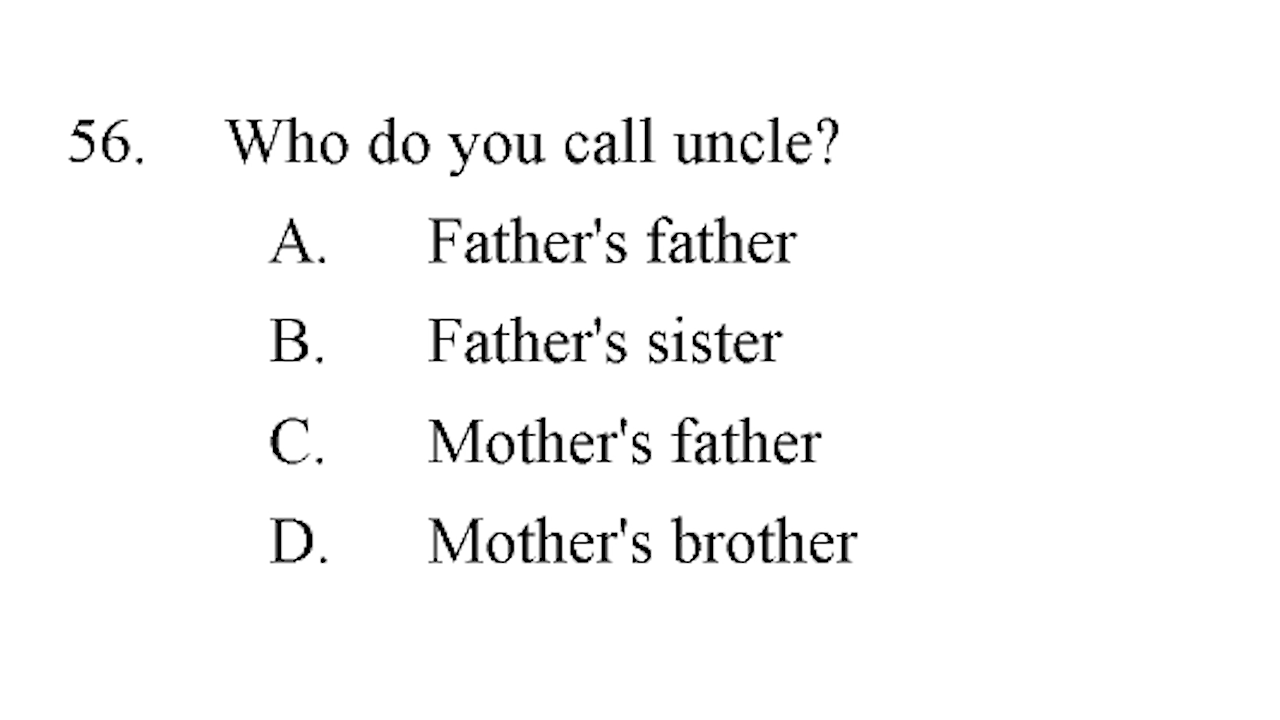 56. Who do you call uncle?
A. Father's father
B. Father's sister
C. Mother's father
D. Mother's brother